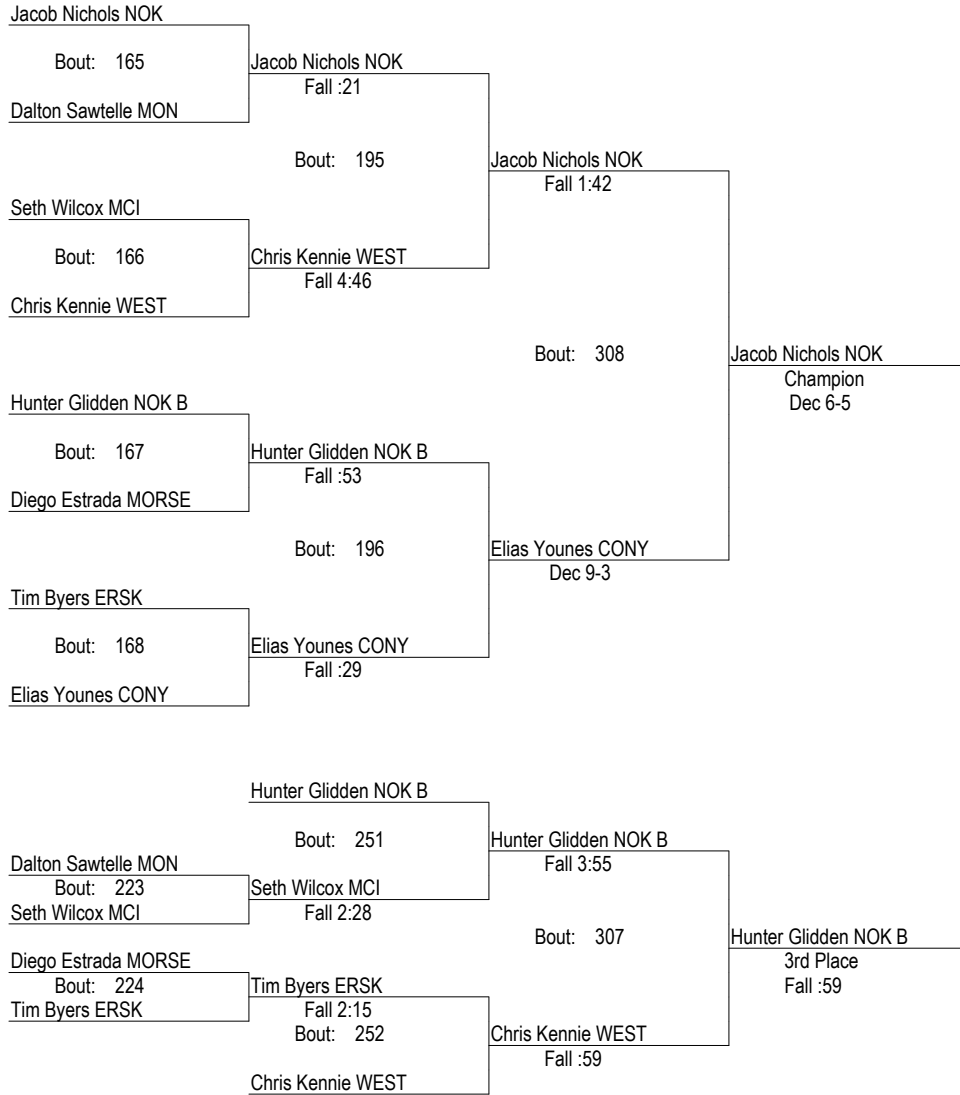 Jacob Nichols NOK
Bout: 165
Jacob Nichols NOK
Fall :21
Dalton Sawtelle MON
Bout: 195
Jacob Nichols NOK
Fall 1:42
Seth Wilcox MCI
Bout: 166
Chris Kennie WEST
Fall 4:46
Chris Kennie WEST
Bout: 308
Jacob Nichols NOK
Champion
Dec 6-5
Hunter Glidden NOK B
Bout: 167
Hunter Glidden NOK B
Fall :53
Diego Estrada MORSE
Bout: 196
Elias Younes CONY
Dec 9-3
Tim Byers ERSK
Bout: 168
Elias Younes CONY
Fall :29
Elias Younes CONY
Hunter Glidden NOK B
Bout: 251
Hunter Glidden NOK B
Fall 3:55
Dalton Sawtelle MON
Bout: 223
Seth Wilcox MCI
Seth Wilcox MCI
Fall 2:28
Bout: 307
Hunter Glidden NOK B
3rd Place
Fall :59
Diego Estrada MORSE
Bout: 224
Tim Byers ERSK
Tim Byers ERSK
Fall 2:15
Bout: 252
Chris Kennie WEST
Fall :59
Chris Kennie WEST